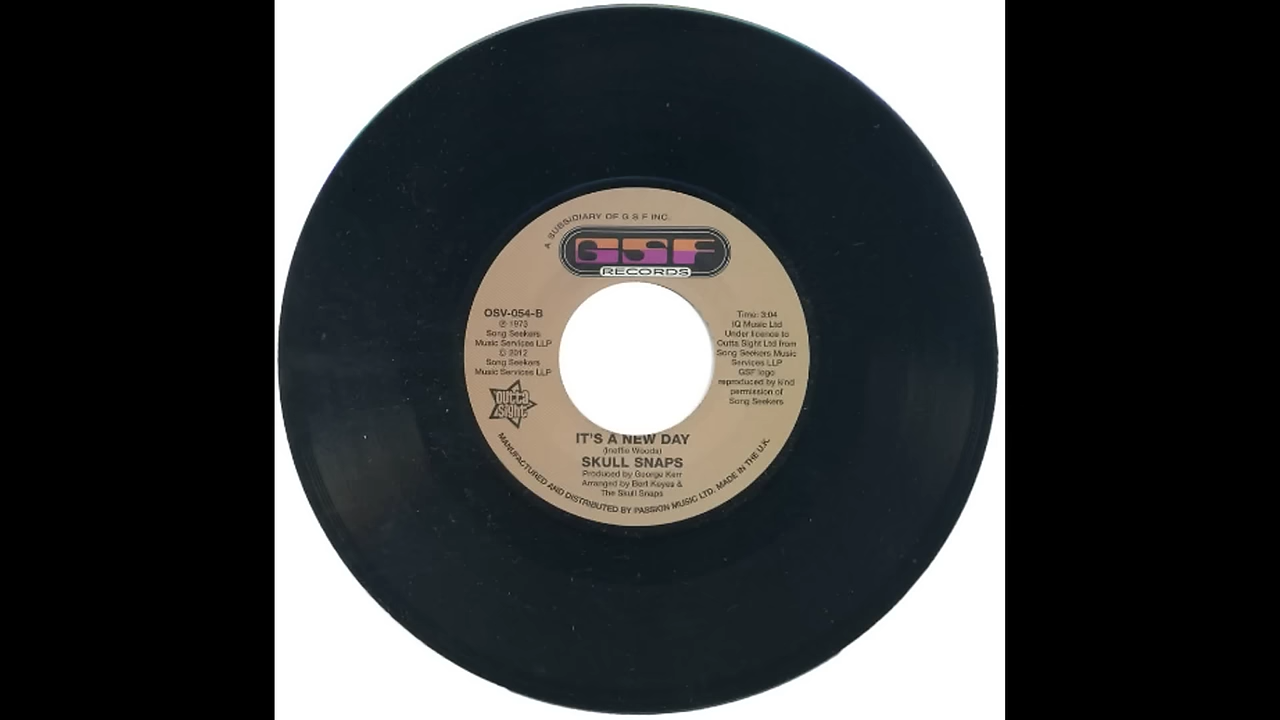 A SUBSIDIARY OF G S F INC.
GSF
RECORDS
OSV-054-B
℗ 1973
Song Seekers
Music Services LLP
© 2012
Song Seekers
Music Services LLP
outta
sight
Time: 3:04
IQ Music Ltd
Under licence to
Outta Sight Ltd from
Song Seekers Music
Services LLP
GSF logo
reproduced by kind
permission of
Song Seekers
IT'S A NEW DAY
(Ineffie Woods)
SKULL SNAPS
Produced by George Kerr
Arranged by Bert Keyes &
The Skull Snaps
MANUFACTURED AND DISTRIBUTED BY PASSION MUSIC LTD. MADE IN THE U.K.